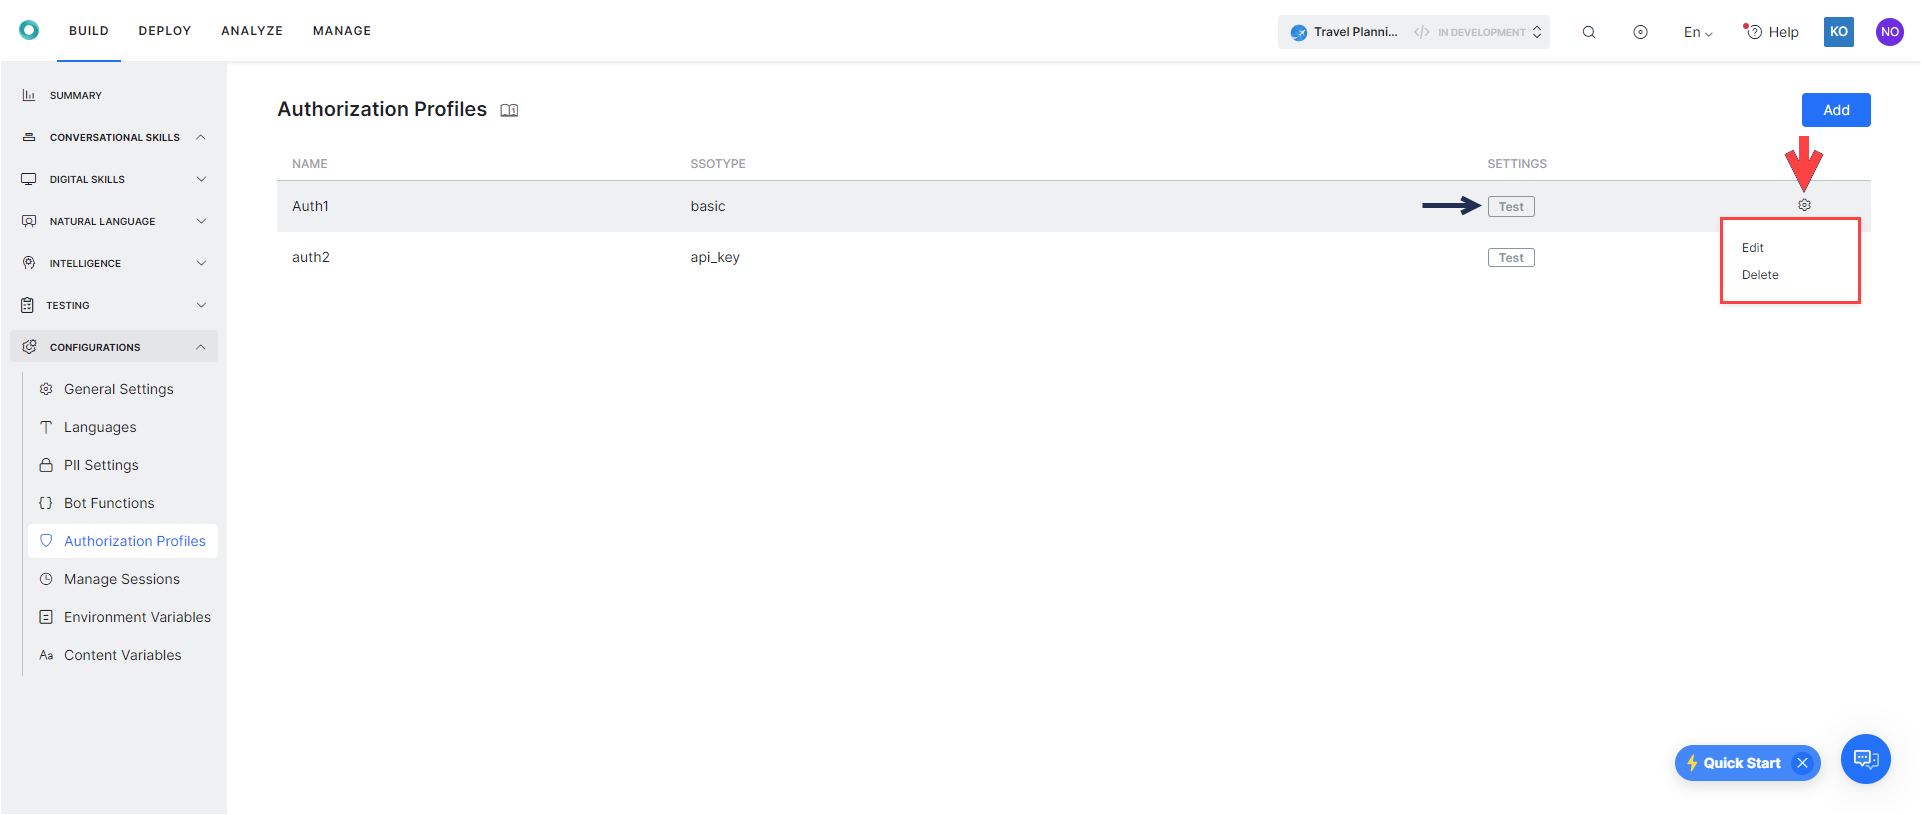 BUILD DEPLOY ANALYZE MANAGE Travel Planni... </> IN DEVELOPMENT En Help KO NO
SUMMARY
CONVERSATIONAL SKILLS
DIGITAL SKILLS
NATURAL LANGUAGE
INTELLIGENCE
TESTING
CONFIGURATIONS
General Settings
Languages
PII Settings
{} Bot Functions
Authorization Profiles
Manage Sessions
Environment Variables
Aa Content Variables
Authorization Profiles
Add
NAME SSOTYPE SETTINGS
Auth1 basic Test
auth2 api_key Test
Edit
Delete
Quick Start